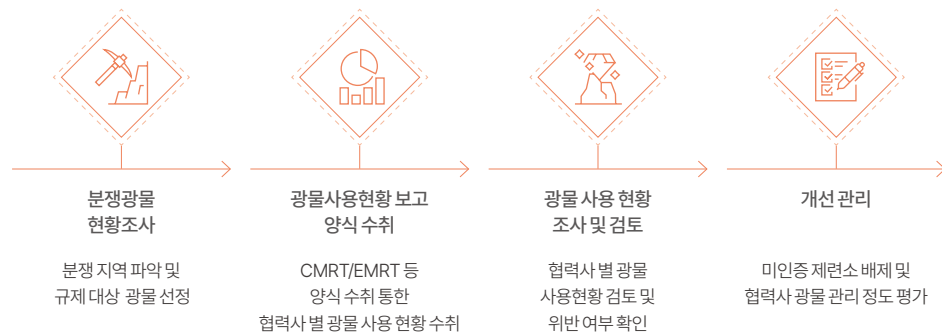 분쟁광물
현황조사
분쟁 지역 파악 및
규제 대상 광물 선정
광물사용현황 보고
양식 수취
CMRT/EMRT 등
양식 수취 통한
협력사 별 광물 사용 현황 수취
광물 사용 현황
조사 및 검토
협력사 별 광물
사용현황 검토 및
위반 여부 확인
개선 관리
미인증 제련소 배제 및
협력사 광물 관리 정도 평가